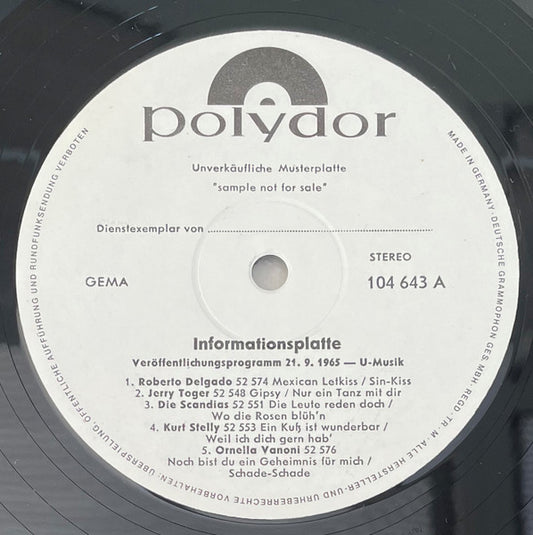 polydor
Unverkäufliche Musterplatte
"sample not for sale"
Dienstexemplar von
STEREO
GEMA
104 643 A
Informationsplatte
Veröffentlichungsprogramm 21. 9. 1965 — U-Musik
1. Roberto Delgado 52 574 Mexican Letkiss / Sin-Kiss
2. Jerry Toger 52 548 Gipsy / Nur ein Tanz mit dir
3. Die Scandias 52 551 Die Leute reden doch /
Wo die Rosen blüh'n
4. Kurt Stelly 52 553 Ein Kuß ist wunderbar /
Weil ich dich gern hab'
5. Ornella Vanoni 52 576
Noch bist du ein Geheimnis für mich /
Schade-Schade
MADE IN GERMANY · DEUTSCHE GRAMMOPHON GES. MBH · REGD. TR. M. · ALLE HERSTELLER- UND URHEBERRECHTE VORBEHALTEN · ÜBERSPIELUNG, ÖFFENTLICHE AUFFÜHRUNG UND RUNDFUNKSENDUNG VERBOTEN